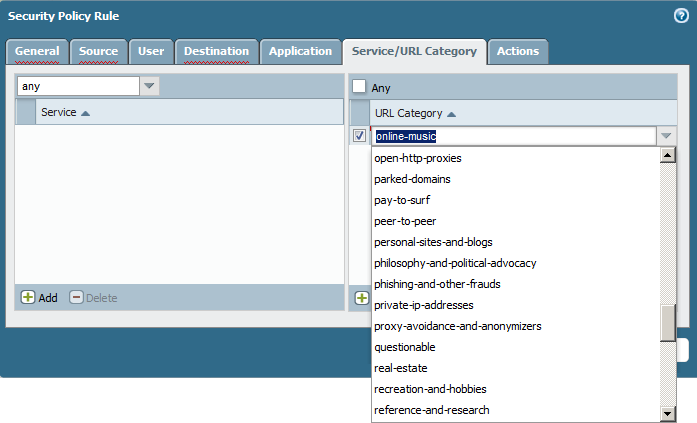 Security Policy Rule
General Source User Destination Application Service/URL Category Actions
any
Any
Service
URL Category
online-music
open-http-proxies
parked-domains
pay-to-surf
peer-to-peer
personal-sites-and-blogs
philosophy-and-political-advocacy
phishing-and-other-frauds
private-ip-addresses
proxy-avoidance-and-anonymizers
questionable
real-estate
recreation-and-hobbies
reference-and-research
Add Delete